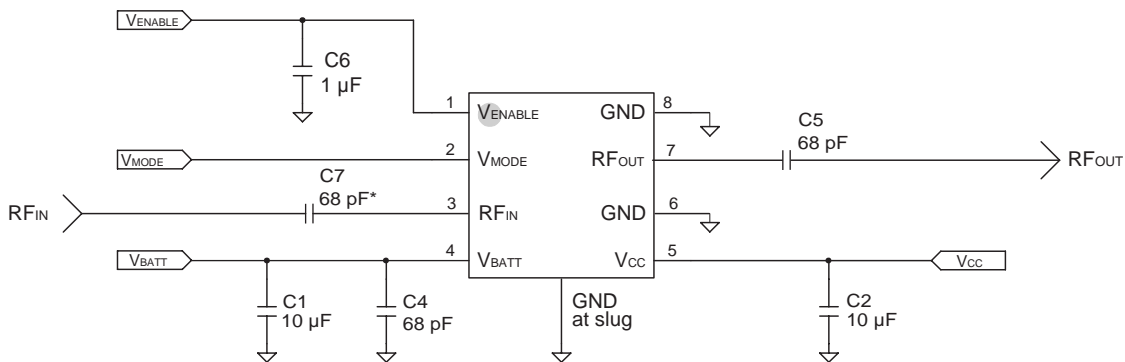 VENABLE
C6
1 µF
1
VENABLE
GND
8
C5
68 pF
VMODE
2
VMODE
RFOUT
7
RFOUT
C7
68 pF*
RFIN
3
RFIN
GND
6
VBATT
4
VBATT
VCC
5
VCC
C1
10 µF
C4
68 pF
GND
at slug
C2
10 µF